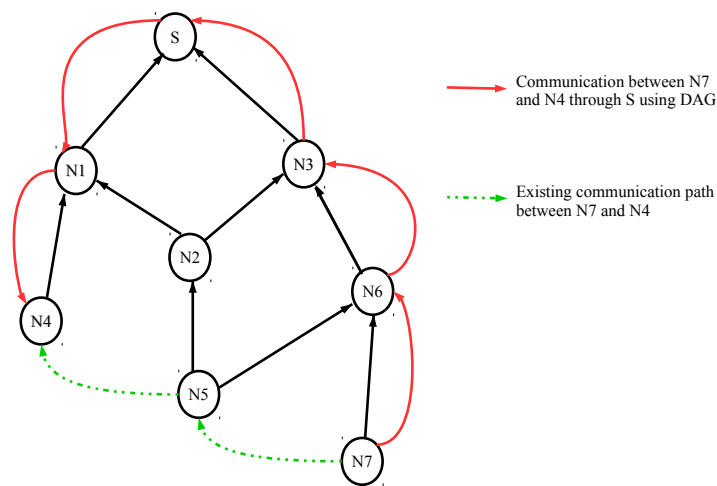 S
Communication between N7
and N4 through S using DAG
N1
N3
Existing communication path
between N7 and N4
N2
N6
N4
N5
N7